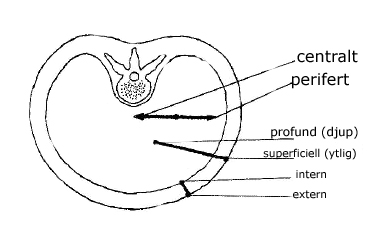 centralt
perifert
profund (djup)
superficiell (ytlig)
intern
extern